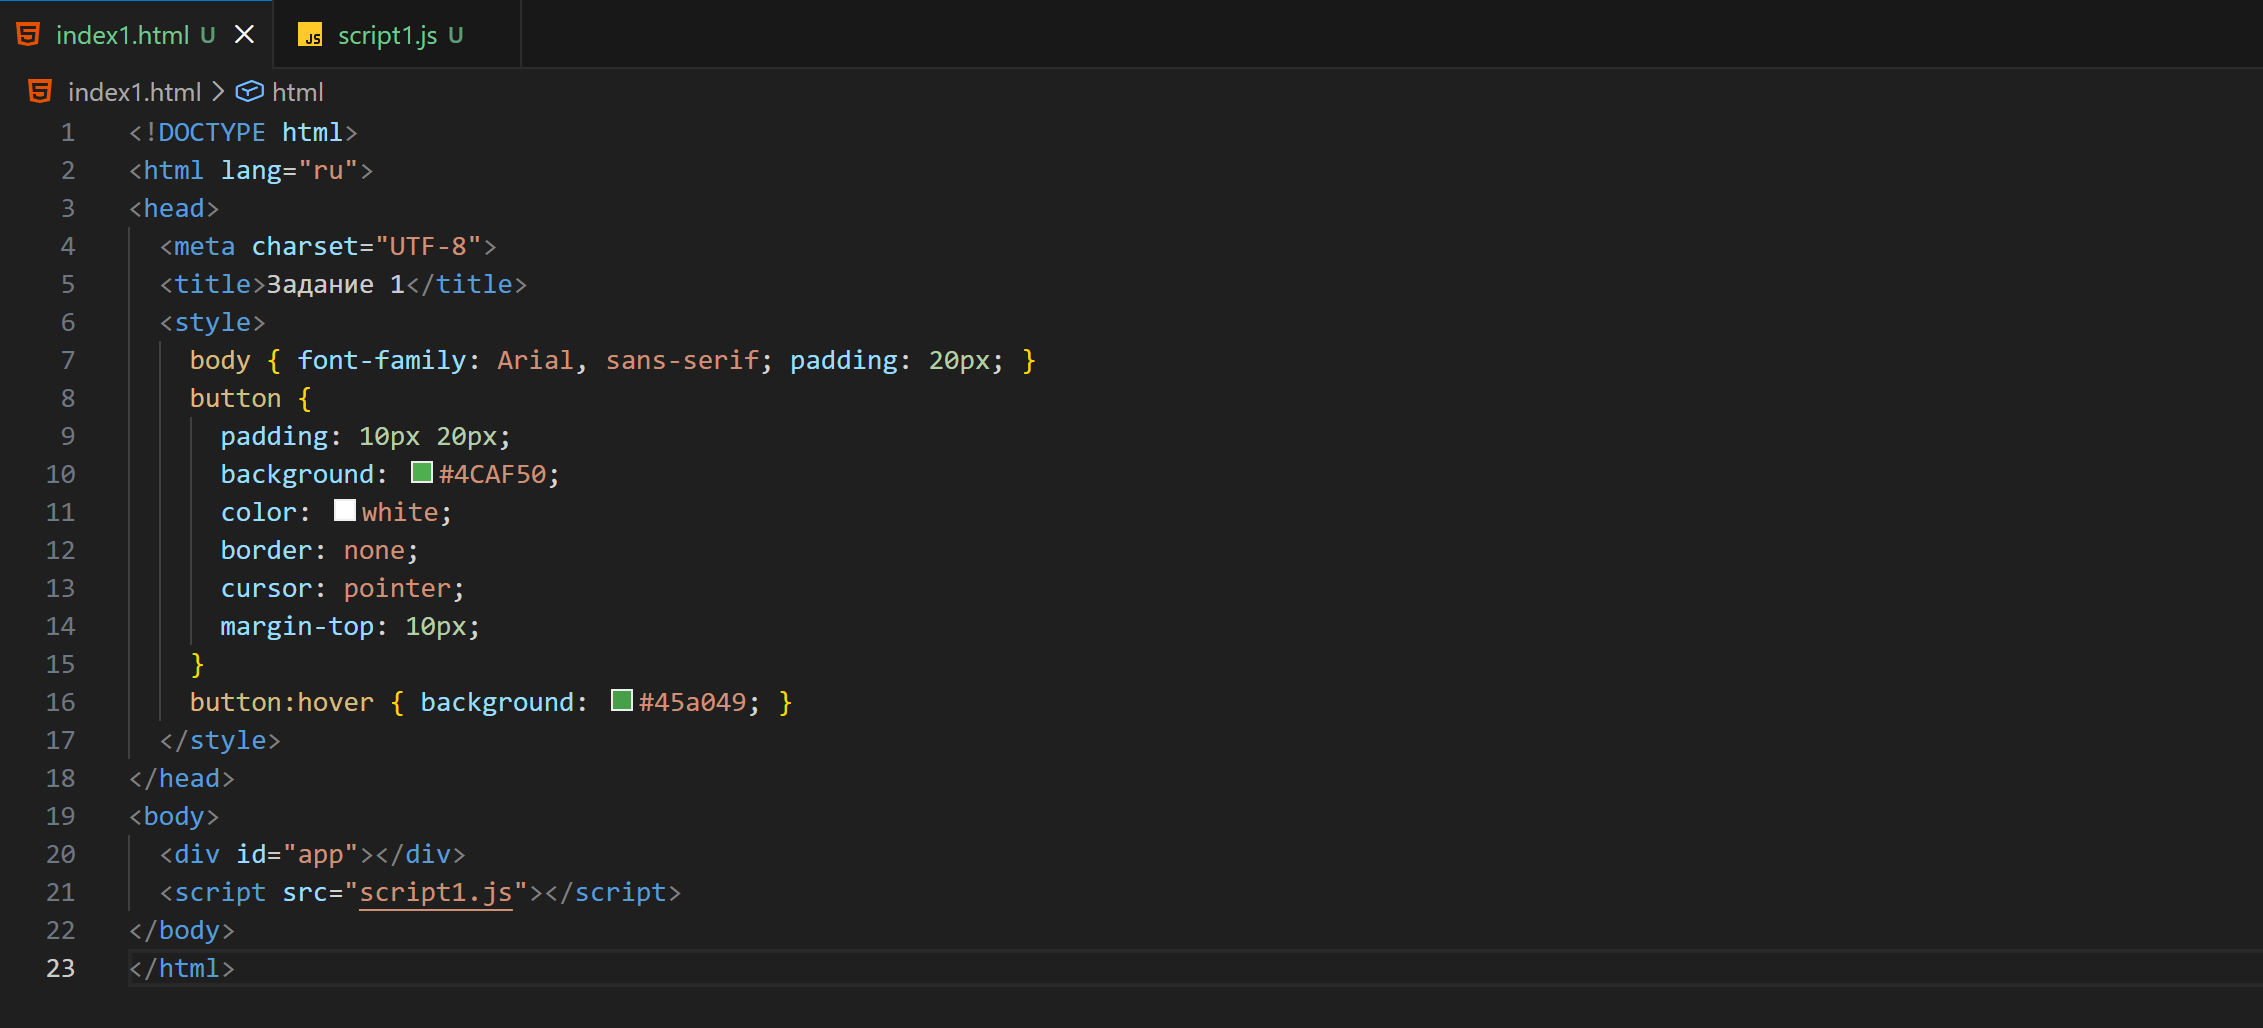 index1.html U
JS script1.js U
index1.html > html
1 <!DOCTYPE html>
2 <html lang="ru">
3 <head>
4 <meta charset="UTF-8">
5 <title>Задание 1</title>
6 <style>
7 body { font-family: Arial, sans-serif; padding: 20px; }
8 button {
9 padding: 10px 20px;
10 background: #4CAF50;
11 color: white;
12 border: none;
13 cursor: pointer;
14 margin-top: 10px;
15 }
16 button:hover { background: #45a049; }
17 </style>
18 </head>
19 <body>
20 <div id="app"></div>
21 <script src="script1.js"></script>
22 </body>
23 </html>